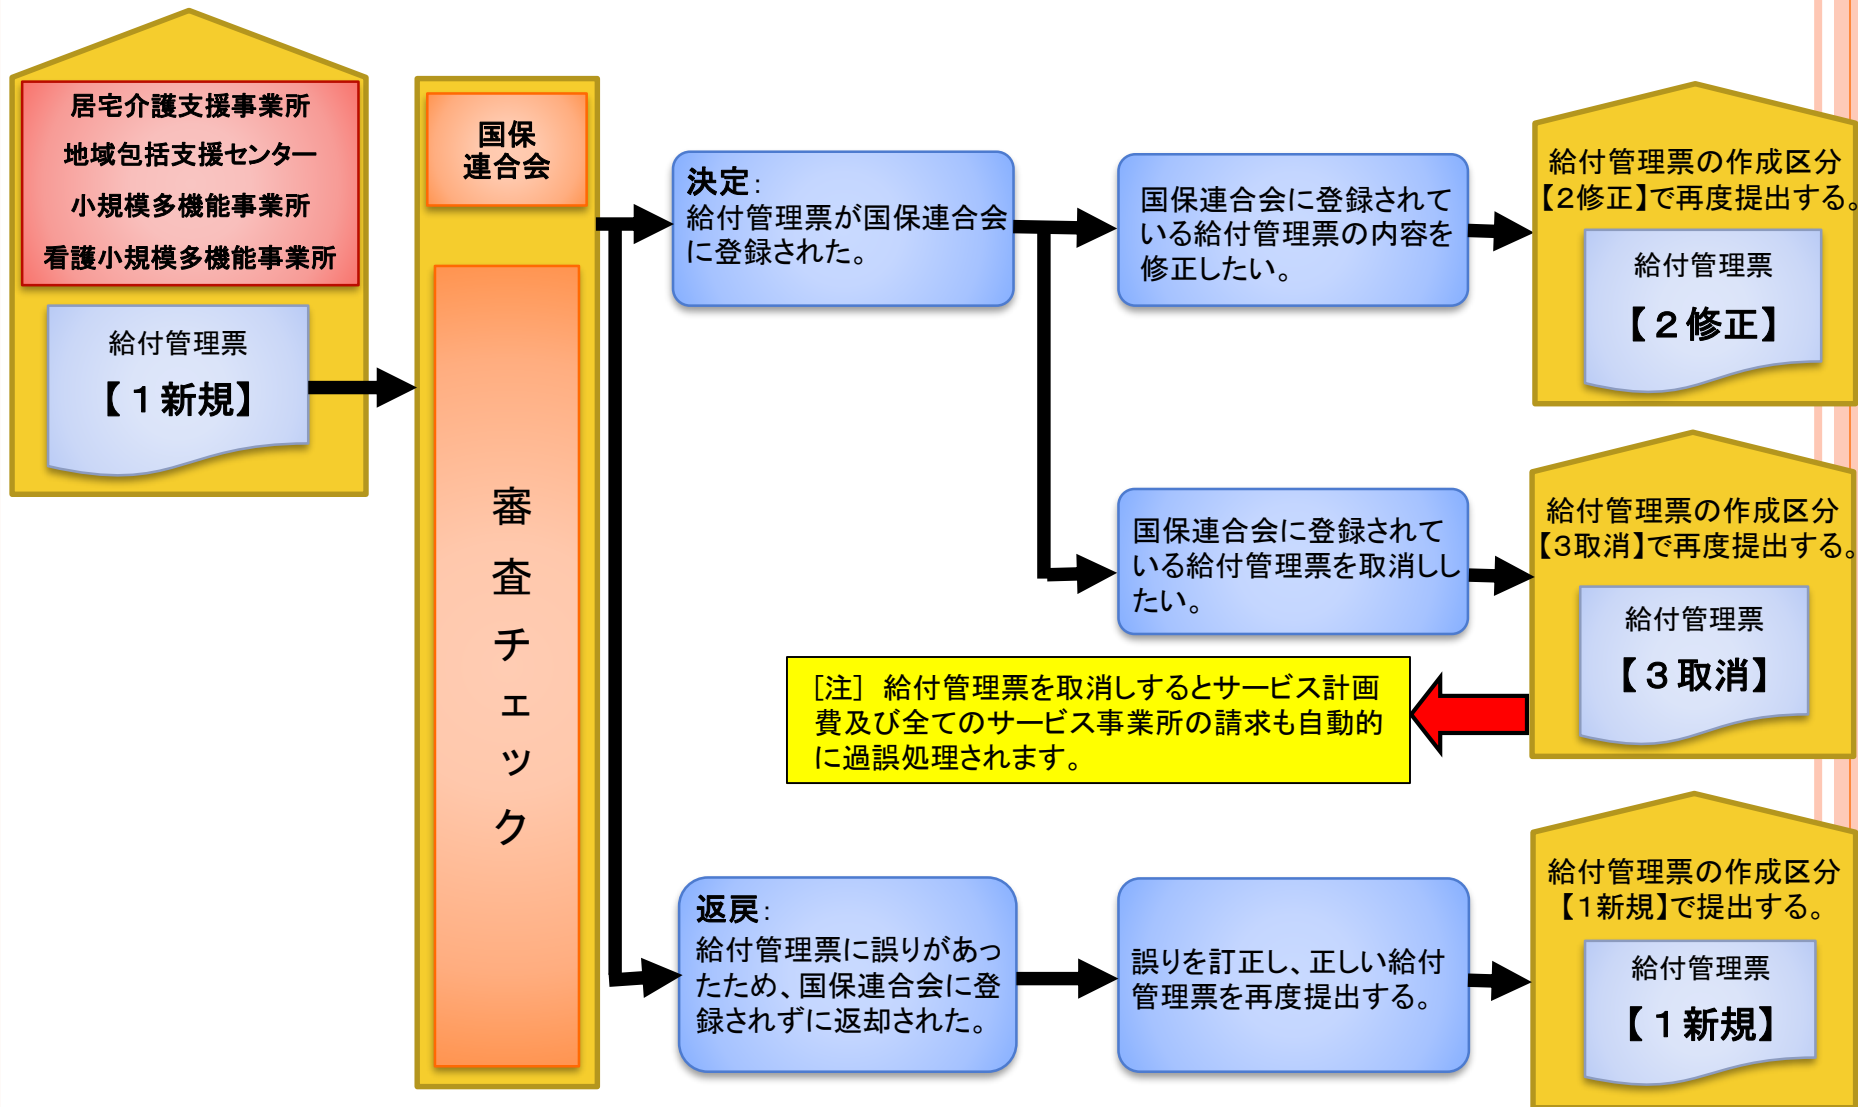 居宅介護支援事業所
地域包括支援センター
小規模多機能事業所
看護小規模多機能事業所
給付管理票
【１新規】
国保
連合会
審査チェック
決定：
給付管理票が国保連合会
に登録された。
国保連合会に登録されて
いる給付管理票の内容を
修正したい。
給付管理票の作成区分
【2修正】で再度提出する。
給付管理票
【２修正】
国保連合会に登録されて
いる給付管理票を取消しし
たい。
給付管理票の作成区分
【3取消】で再度提出する。
給付管理票
【３取消】
［注］ 給付管理票を取消しするとサービス計画
費及び全てのサービス事業所の請求も自動的
に過誤処理されます。
返戻：
給付管理票に誤りがあっ
たため、国保連合会に登
録されずに返却された。
誤りを訂正し、正しい給付
管理票を再度提出する。
給付管理票の作成区分
【1新規】で提出する。
給付管理票
【１新規】